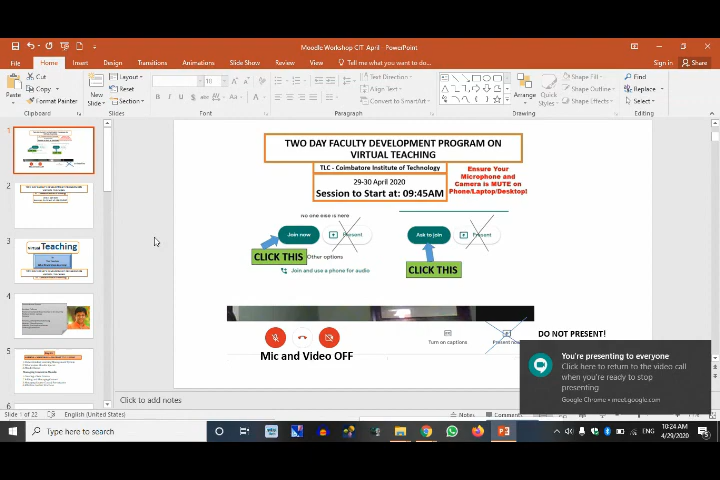 Moodle Workshop CIT April - PowerPoint
File
Home
Insert
Design
Transitions
Animations
Slide Show
Review
View
Tell me what you want to do...
Sign in
Share
Paste
Cut
Copy
Format Painter
Clipboard
New Slide
Layout
Reset
Section
Slides
18
Font
Text Direction
Align Text
Convert to SmartArt
Paragraph
Arrange
Quick Styles
Shape Fill
Shape Outline
Shape Effects
Drawing
Find
Replace
Select
Editing
1
2
3
Virtual Teaching
4
5
6
TWO DAY FACULTY DEVELOPMENT PROGRAM ON
VIRTUAL TEACHING
TLC - Coimbatore Institute of Technology
29-30 April 2020
Session to Start at: 09:45AM
Ensure Your
Microphone and
Camera is MUTE on
Phone/Laptop/Desktop!
No one else is here
Join now
Present
Ask to join
Present
CLICK THIS
Other options
CLICK THIS
Join and use a phone for audio
Turn on captions
Present now
DO NOT PRESENT!
Mic and Video OFF
You're presenting to everyone
Click here to return to the video call
when you're ready to stop
presenting
Google Chrome • meet.google.com
Click to add notes
Slide 1 of 22
English (United States)
Notes
Comments
Type here to search
ENG
10:24 AM
4/29/2020